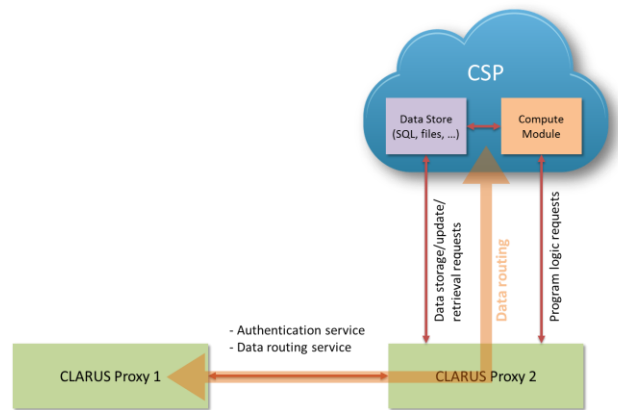 CSP
Data Store
(SQL, files, ...)
Compute
Module
Data storage/update/
retrieval requests
Data routing
Program logic requests
- Authentication service
- Data routing service
CLARUS Proxy 1
CLARUS Proxy 2